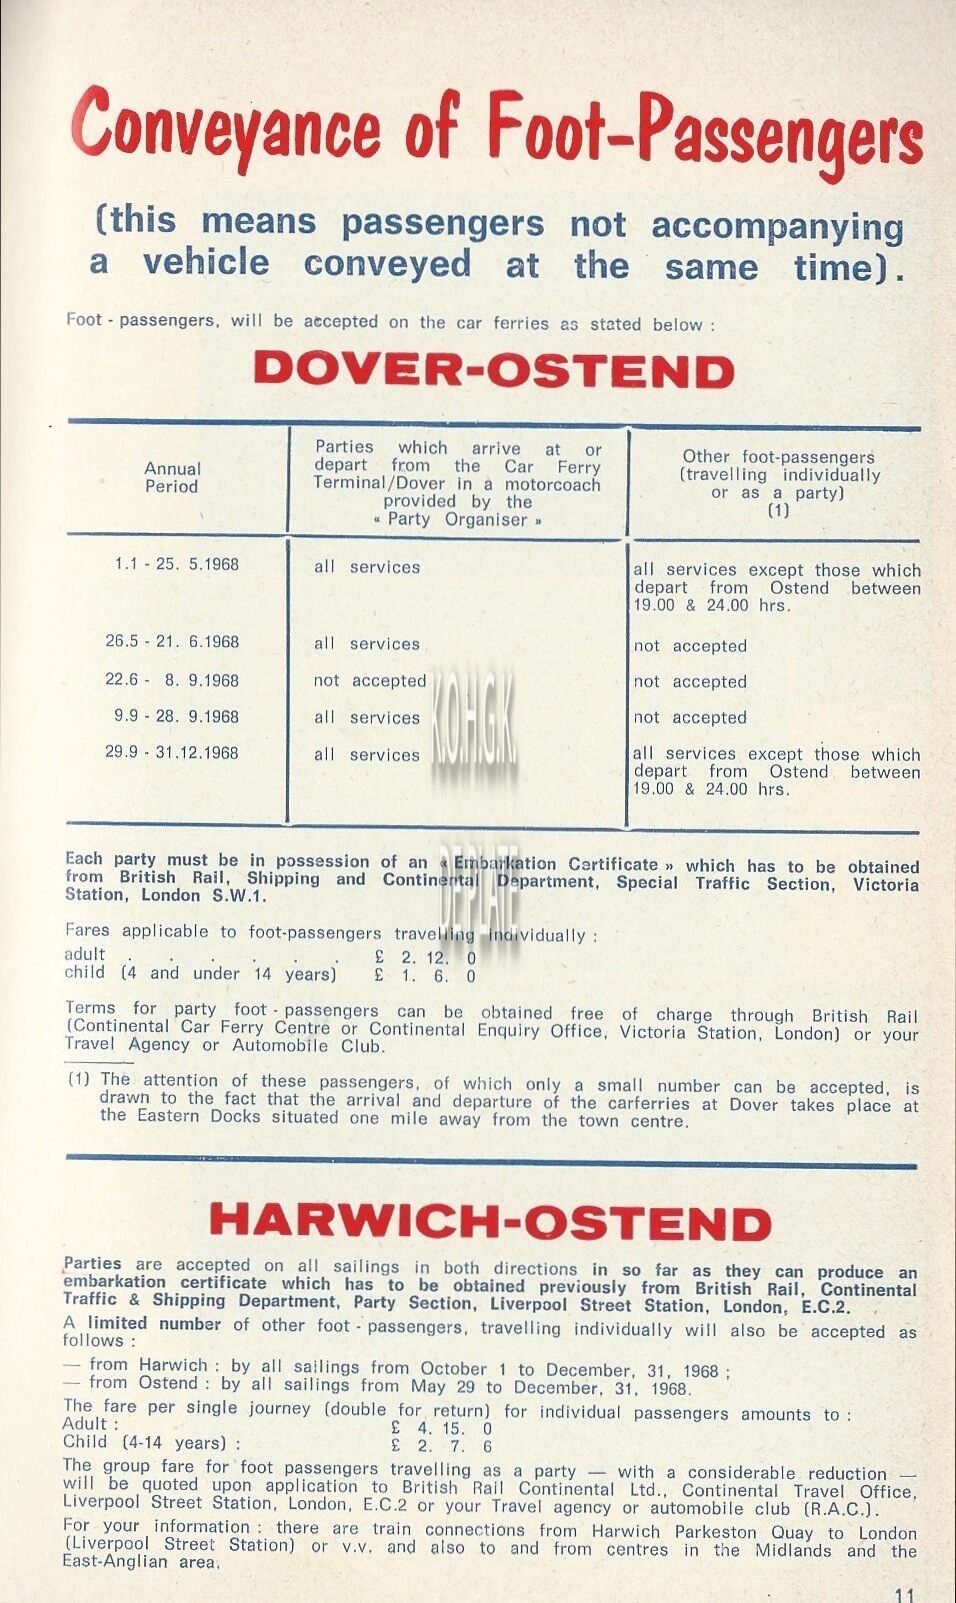 Conveyance of Foot-Passengers
(this means passengers not accompanying
a vehicle conveyed at the same time).
Foot - passengers, will be accepted on the car ferries as stated below :
DOVER-OSTEND
Annual
Period
Parties which arrive at or
depart from the Car Ferry
Terminal/Dover in a motorcoach
provided by the
« Party Organiser »
Other foot-passengers
(travelling individually
or as a party)
(1)
1.1 - 25. 5.1968
all services
all services except those which
depart from Ostend between
19.00 & 24.00 hrs.
26.5 - 21. 6.1968
all services
not accepted
22.6 - 8. 9.1968
not accepted
not accepted
9.9 - 28. 9.1968
all services
not accepted
29.9 - 31.12.1968
all services
all services except those which
depart from Ostend between
19.00 & 24.00 hrs.
K.O.H.G.K.
DEPLATE
Each party must be in possession of an « Embarkation Certificate » which has to be obtained
from British Rail, Shipping and Continental Department, Special Traffic Section, Victoria
Station, London S.W.1.
Fares applicable to foot-passengers travelling individually :
adult . . . . . . £ 2. 12. 0
child (4 and under 14 years) £ 1. 6. 0
Terms for party foot - passengers can be obtained free of charge through British Rail
(Continental Car Ferry Centre or Continental Enquiry Office, Victoria Station, London) or your
Travel Agency or Automobile Club.
(1) The attention of these passengers, of which only a small number can be accepted, is
drawn to the fact that the arrival and departure of the carferries at Dover takes place at
the Eastern Docks situated one mile away from the town centre.
HARWICH-OSTEND
Parties are accepted on all sailings in both directions in so far as they can produce an
embarkation certificate which has to be obtained previously from British Rail, Continental
Traffic & Shipping Department, Party Section, Liverpool Street Station, London, E.C.2.
A limited number of other foot - passengers, travelling individually will also be accepted as
follows :
— from Harwich : by all sailings from October 1 to December, 31, 1968 ;
— from Ostend : by all sailings from May 29 to December, 31, 1968.
The fare per single journey (double for return) for individual passengers amounts to :
Adult : £ 4. 15. 0
Child (4-14 years) : £ 2. 7. 6
The group fare for foot passengers travelling as a party — with a considerable reduction —
will be quoted upon application to British Rail Continental Ltd., Continental Travel Office,
Liverpool Street Station, London, E.C.2 or your Travel agency or automobile club (R.A.C.).
For your information : there are train connections from Harwich Parkeston Quay to London
(Liverpool Street Station) or v.v. and also to and from centres in the Midlands and the
East-Anglian area.
11